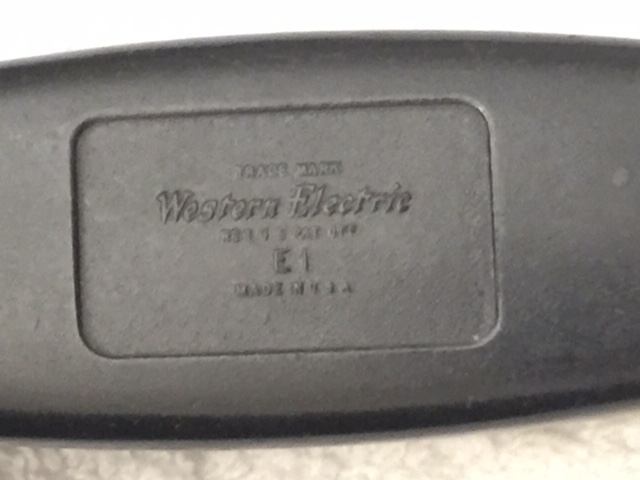 TRADE MARK
Western Electric
REG U S PAT OFF
E1
MADE IN U S A